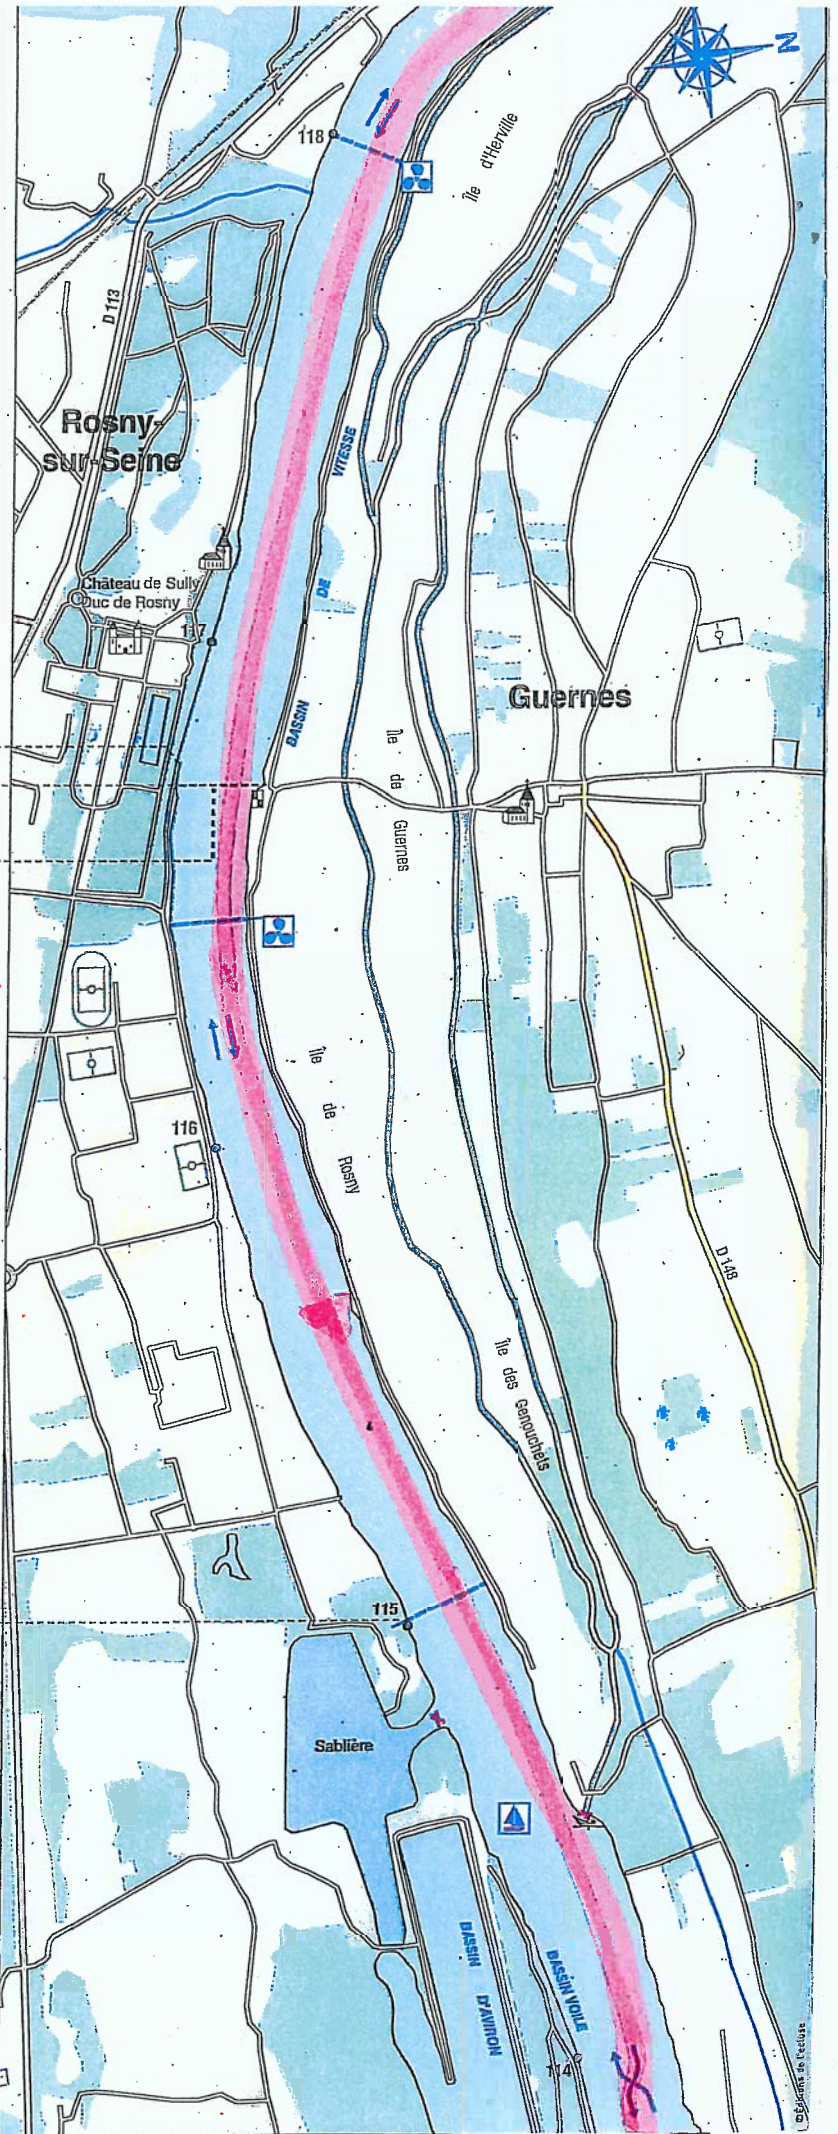 N
118
île d'Herville
D 113
Rosny-
sur-Seine
VITESSE
DE
BASSIN
Château de Sully
Duc de Rosny
117
Guernes
île de Guernes
île de Rosny
116
D 148
île des Genouchets
115
Sablière
BASSIN D'AVIRON
BASSIN VOILE
114
©Éditions de l'écluse